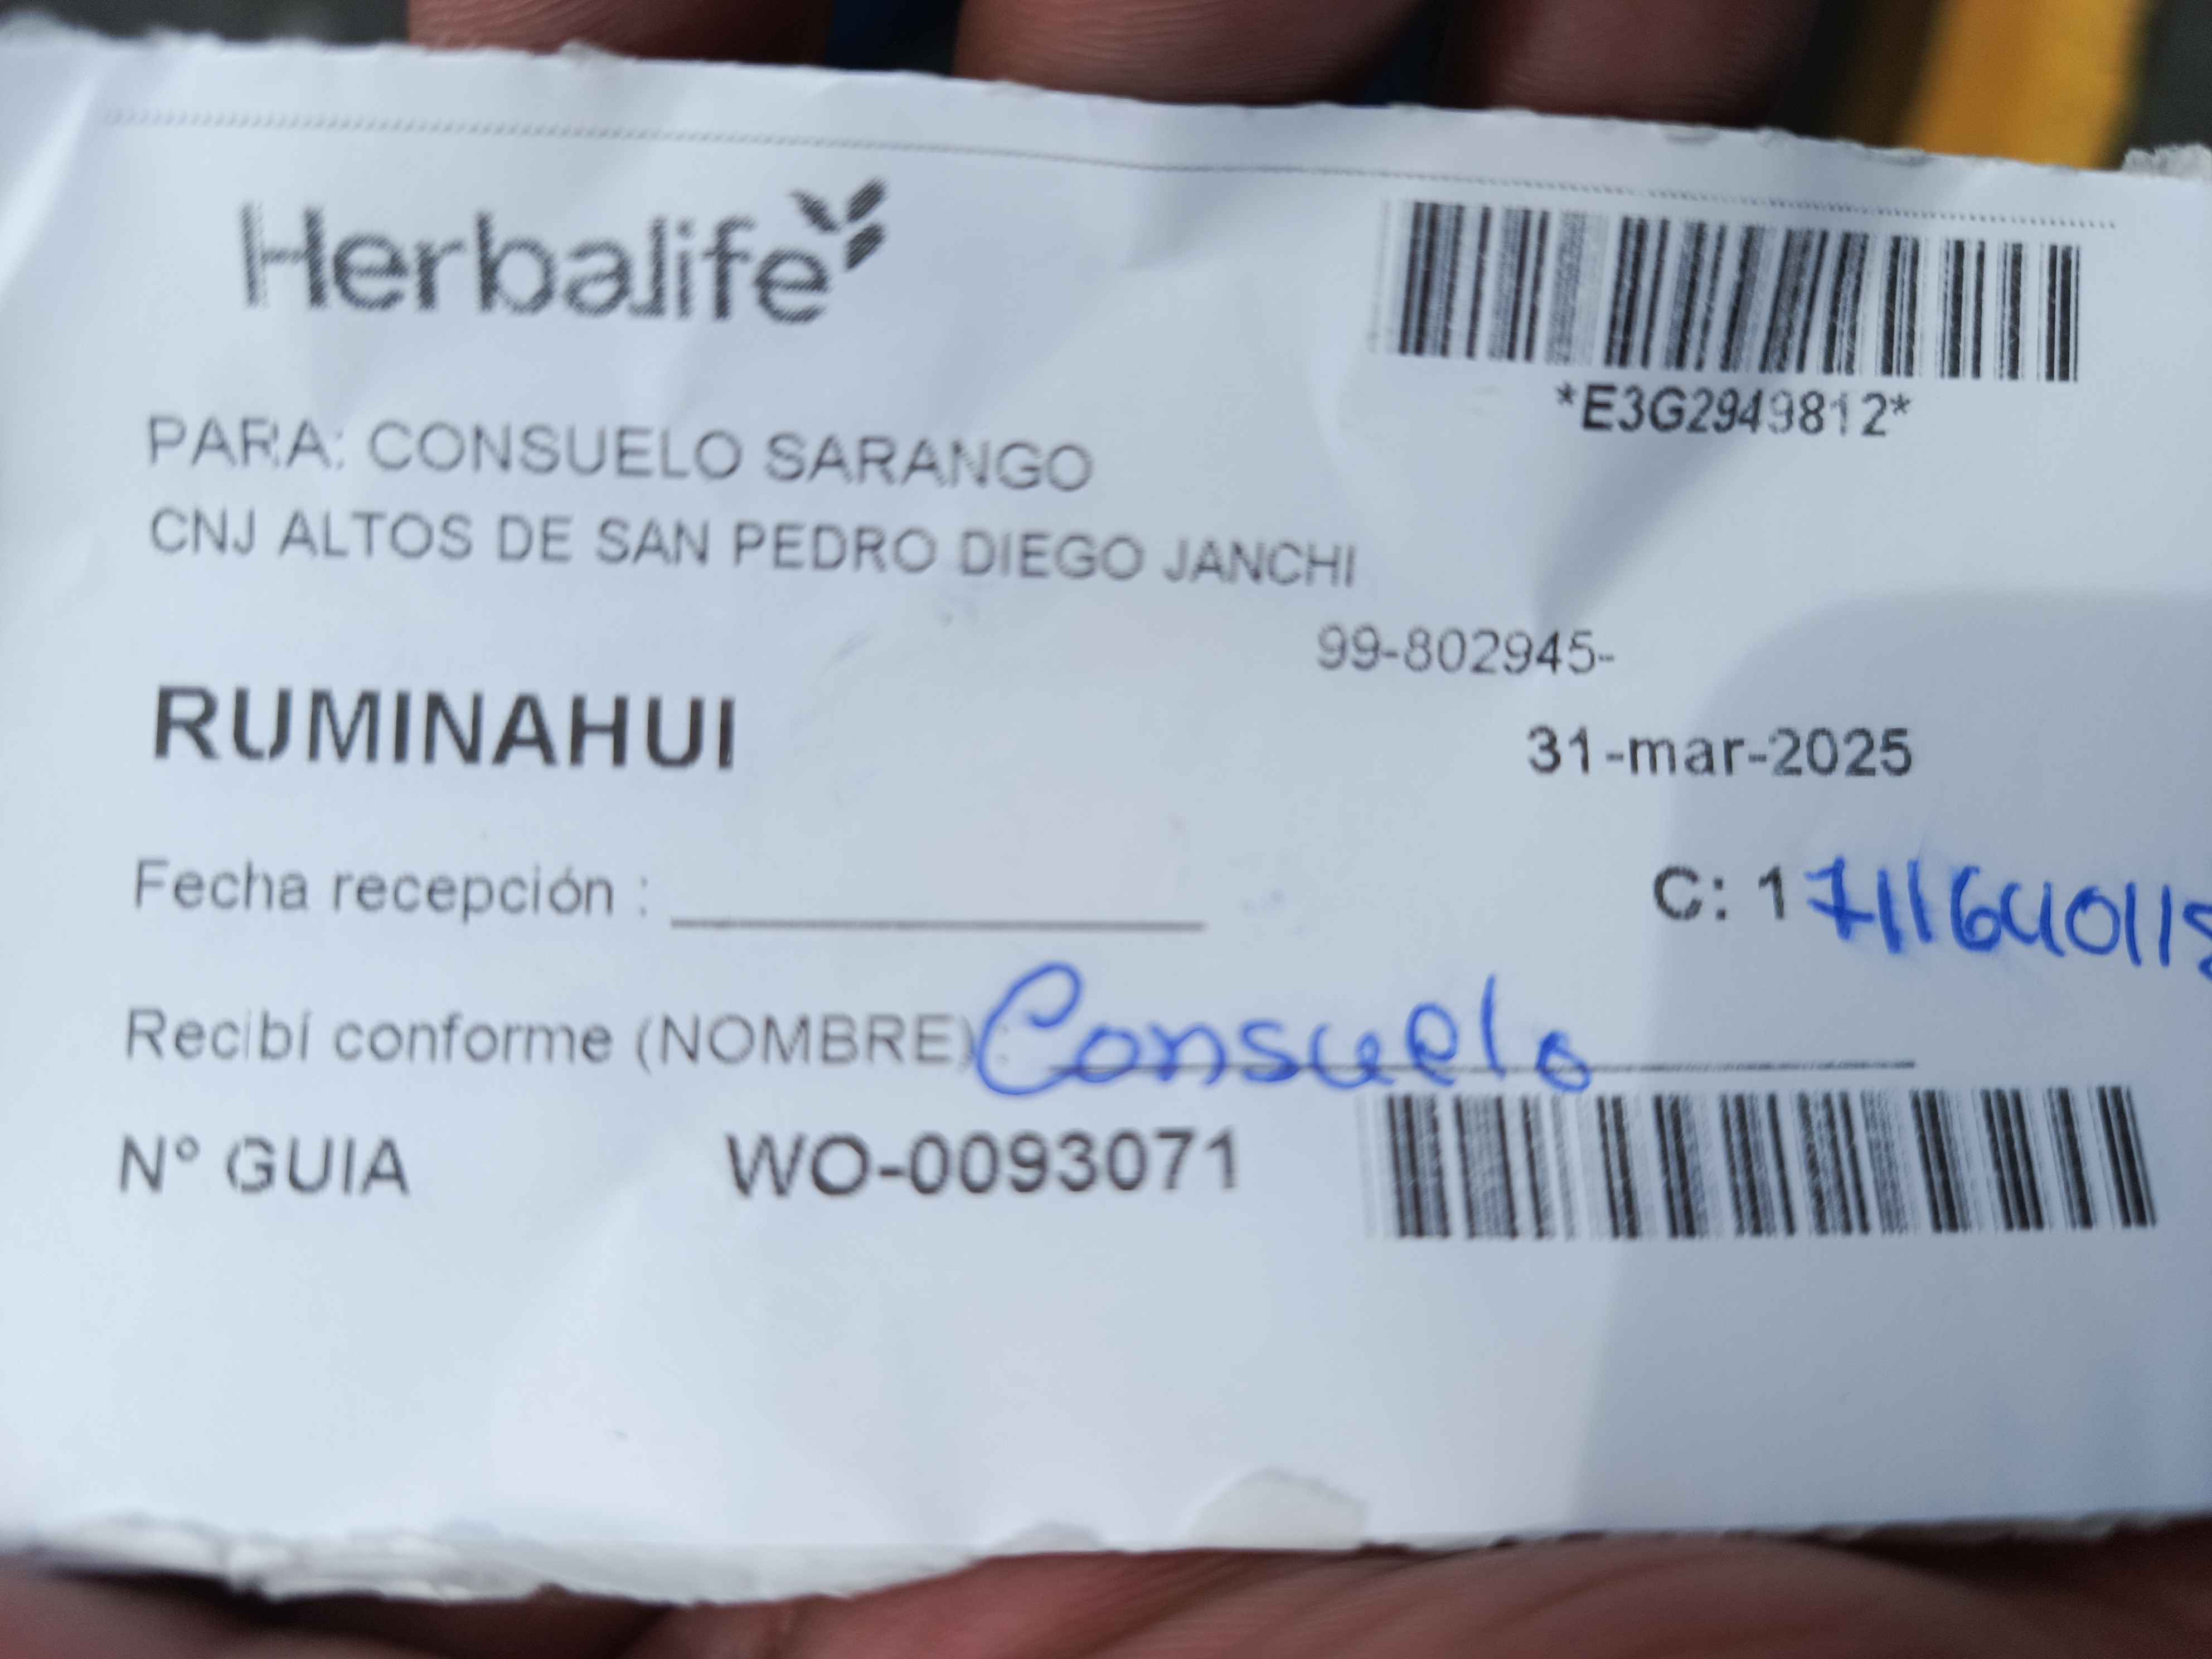 Herbalife
*E3G2949812*
PARA: CONSUELO SARANGO
CNJ ALTOS DE SAN PEDRO DIEGO JANCHI
99-802945-
RUMINAHUI
31-mar-2025
Fecha recepción :
C: 1711640118
Recibí conforme (NOMBRE) Consuelo
N° GUIA WO-0093071